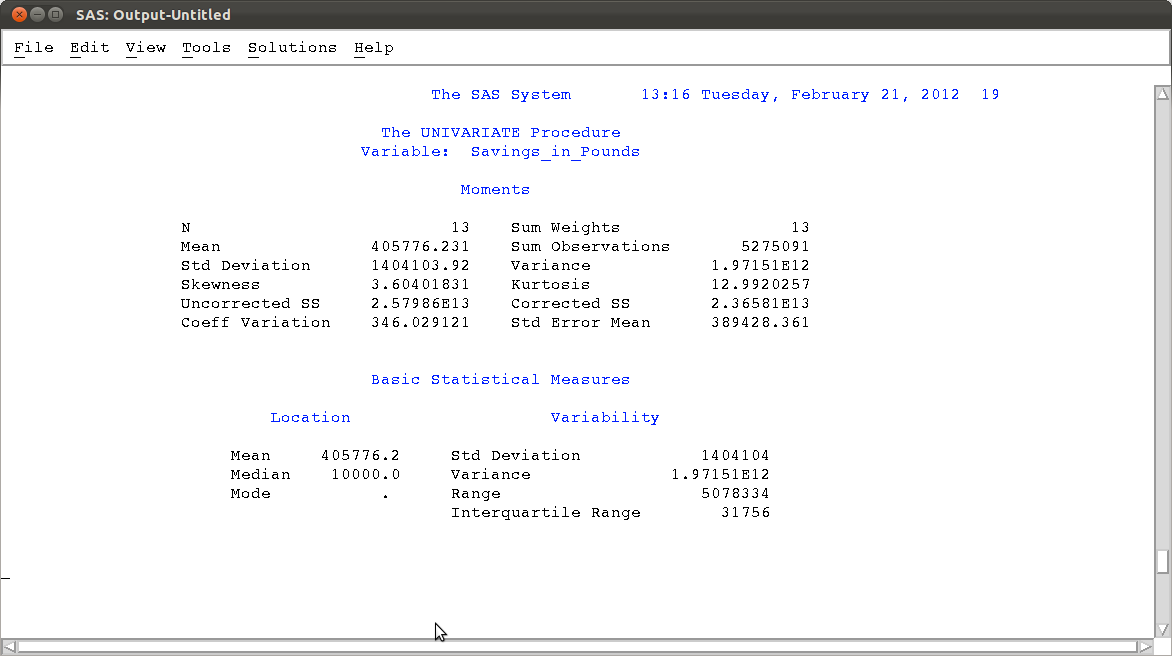 SAS: Output-Untitled
File Edit View Tools Solutions Help
The SAS System 13:16 Tuesday, February 21, 2012 19
The UNIVARIATE Procedure
Variable: Savings_in_Pounds
Moments
N 13 Sum Weights 13
Mean 405776.231 Sum Observations 5275091
Std Deviation 1404103.92 Variance 1.97151E12
Skewness 3.60401831 Kurtosis 12.9920257
Uncorrected SS 2.57986E13 Corrected SS 2.36581E13
Coeff Variation 346.029121 Std Error Mean 389428.361
Basic Statistical Measures
Location Variability
Mean 405776.2 Std Deviation 1404104
Median 10000.0 Variance 1.97151E12
Mode . Range 5078334
Interquartile Range 31756